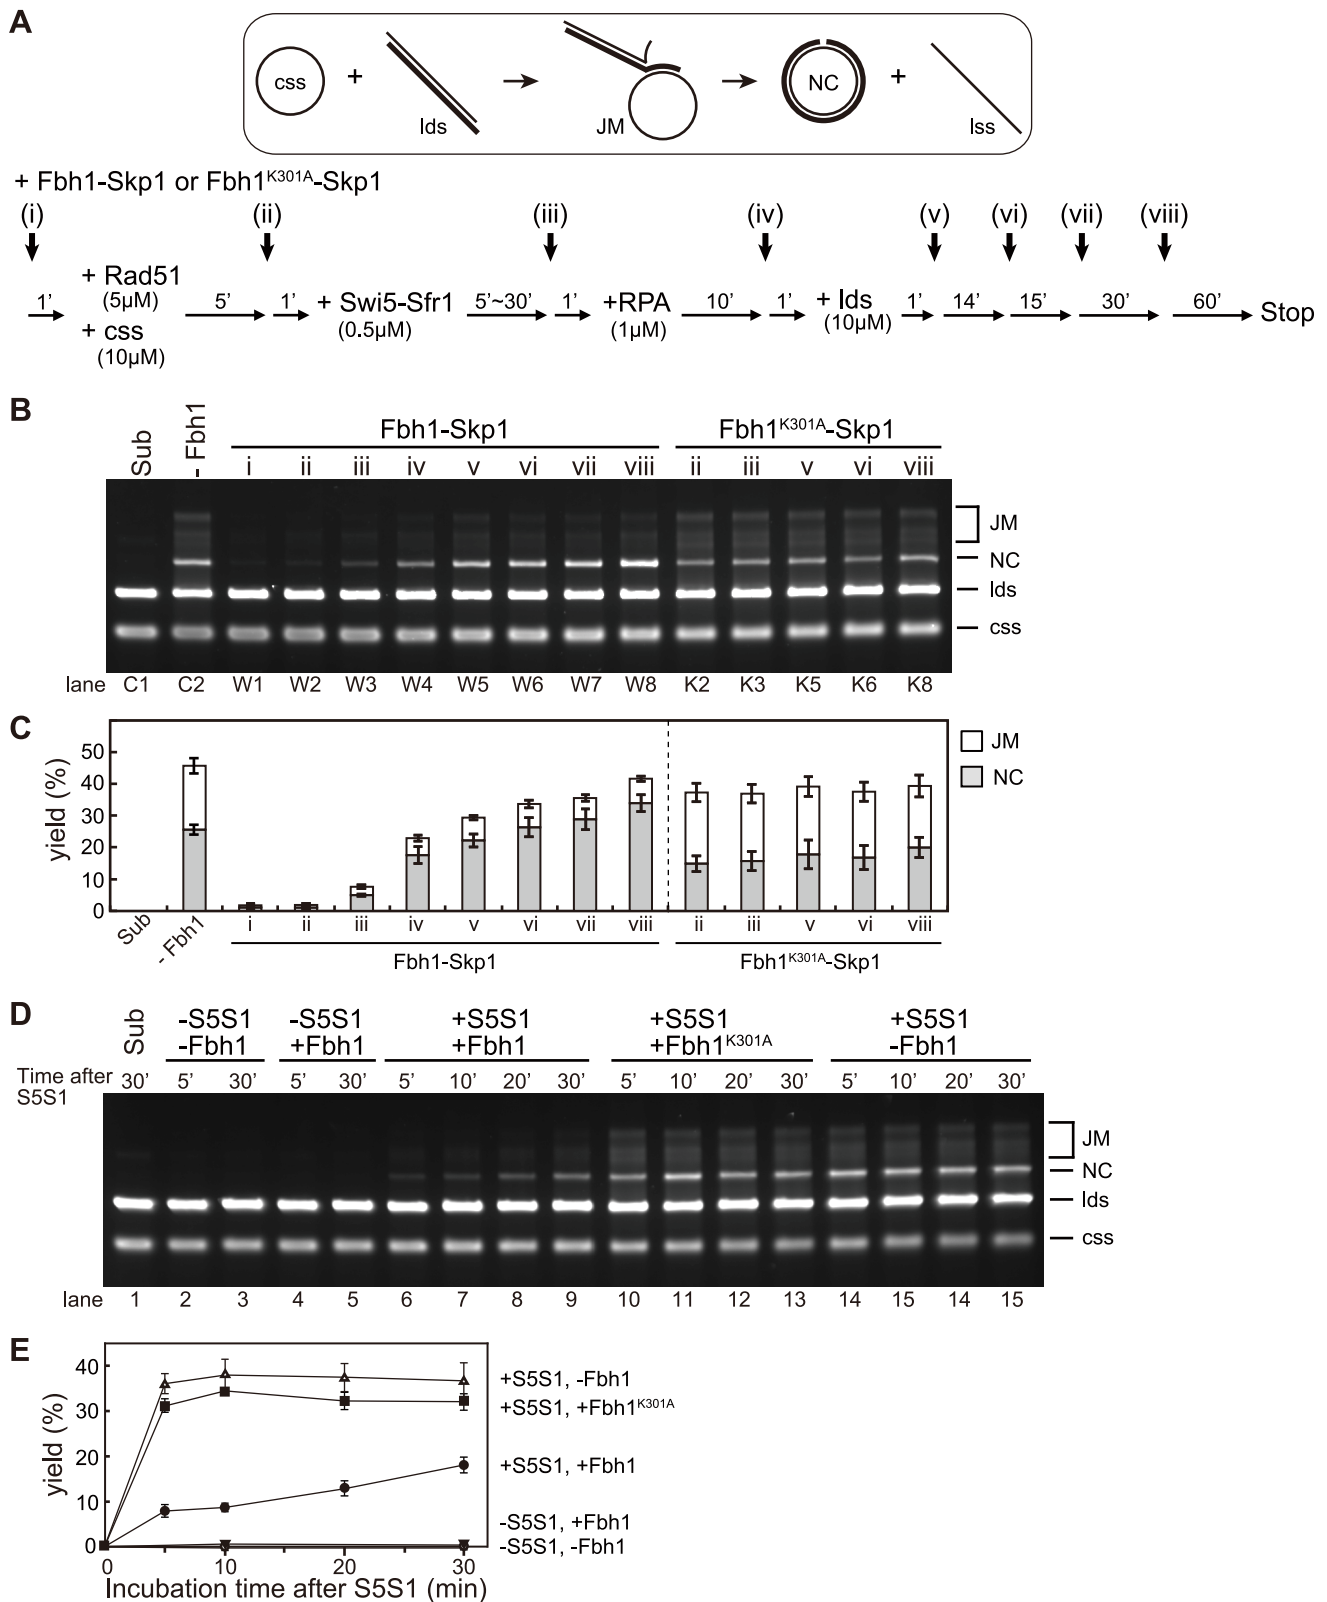 A
css + lds JM NC + lss
+ Fbh1-Skp1 or Fbh1K301A-Skp1
(i) (ii) (iii) (iv) (v) (vi) (vii) (viii)
1’ + Rad51 (5µM) + css (10µM) 5’ 1’ + Swi5-Sfr1 (0.5µM) 5’~30’ 1’ +RPA (1µM) 10’ 1’ + lds (10µM) 1’ 14’ 15’ 30’ 60’ Stop
B
Sub - Fbh1 Fbh1-Skp1 Fbh1K301A-Skp1
i ii iii iv v vi vii viii ii iii v vi viii
JM
NC
lds
css
lane C1 C2 W1 W2 W3 W4 W5 W6 W7 W8 K2 K3 K5 K6 K8
C
yield (%)
50
40
30
20
10
0
JM
NC
Sub - Fbh1 i ii iii iv v vi vii viii ii iii v vi viii
Fbh1-Skp1 Fbh1K301A-Skp1
D
Sub -S5S1 -S5S1 +S5S1 +S5S1 +S5S1
-Fbh1 +Fbh1 +Fbh1 +Fbh1K301A -Fbh1
Time after S5S1 30’ 5’ 30’ 5’ 30’ 5’ 10’ 20’ 30’ 5’ 10’ 20’ 30’ 5’ 10’ 20’ 30’
JM
NC
lds
css
lane 1 2 3 4 5 6 7 8 9 10 11 12 13 14 15 14 15
E
yield (%)
40
30
20
10
0
+S5S1, -Fbh1
+S5S1, +Fbh1K301A
+S5S1, +Fbh1
-S5S1, +Fbh1
-S5S1, -Fbh1
0 10 20 30
Incubation time after S5S1 (min)